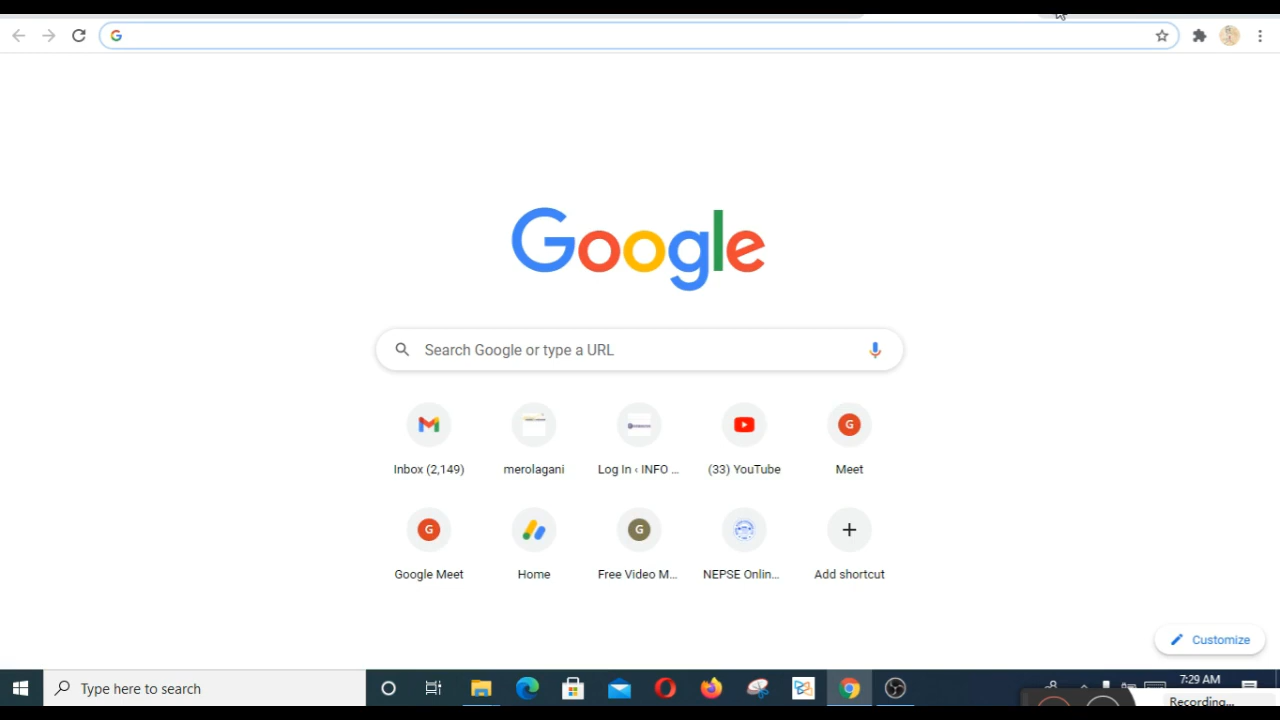 Google
Search Google or type a URL
Inbox (2,149)
merolagani
Log In ‹ INFO ...
(33) YouTube
G
Meet
G
Google Meet
Home
G
Free Video M...
NEPSE Onlin...
Add shortcut
Customize
Type here to search
7:29 AM
Recording...